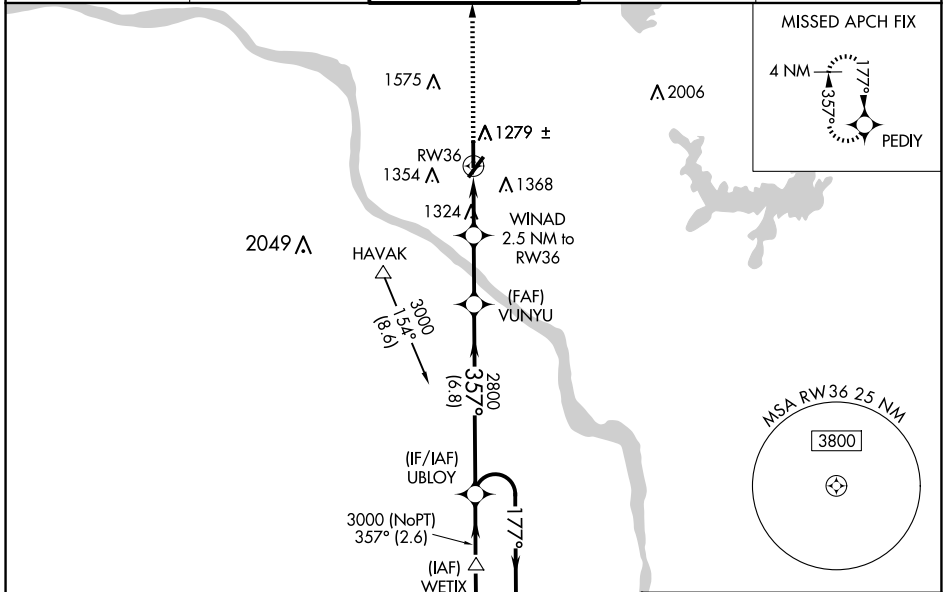 MISSED APCH FIX
4 NM
177°
357°
PEDIY
1575
2006
1279 ±
RW36
1354
1368
1324
WINAD
2.5 NM to
RW36
2049
HAVAK
3000
154°
(8.6)
(FAF)
VUNYU
2800
357°
(6.8)
MSA RW36 25 NM
3800
(IF/IAF)
UBLOY
177°
3000 (NoPT)
357° (2.6)
(IAF)
WETIX